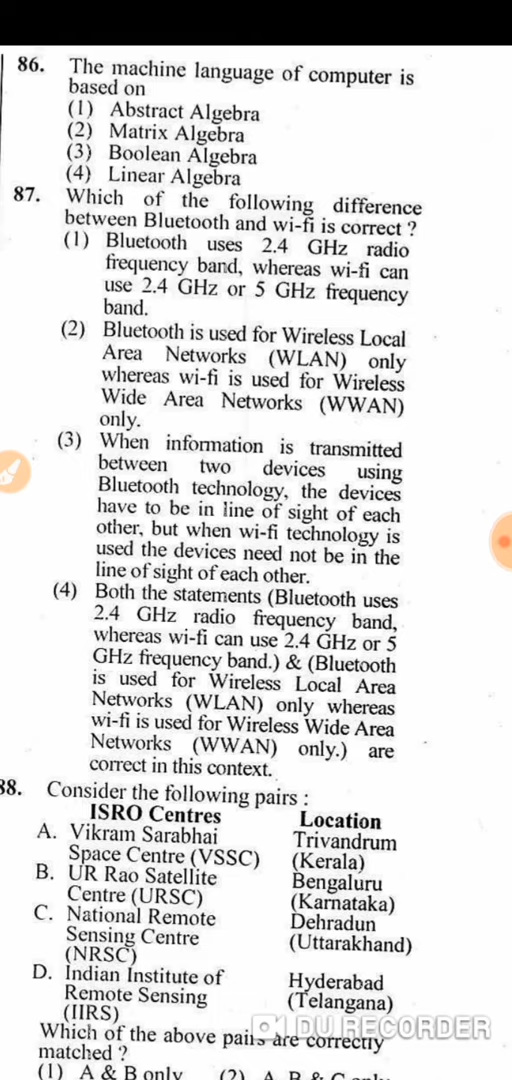 86. The machine language of computer is
based on
(1) Abstract Algebra
(2) Matrix Algebra
(3) Boolean Algebra
(4) Linear Algebra
87. Which of the following difference
between Bluetooth and wi-fi is correct ?
(1) Bluetooth uses 2.4 GHz radio
frequency band, whereas wi-fi can
use 2.4 GHz or 5 GHz frequency
band.
(2) Bluetooth is used for Wireless Local
Area Networks (WLAN) only
whereas wi-fi is used for Wireless
Wide Area Networks (WWAN)
only.
(3) When information is transmitted
between two devices using
Bluetooth technology, the devices
have to be in line of sight of each
other, but when wi-fi technology is
used the devices need not be in the
line of sight of each other.
(4) Both the statements (Bluetooth uses
2.4 GHz radio frequency band,
whereas wi-fi can use 2.4 GHz or 5
GHz frequency band.) & (Bluetooth
is used for Wireless Local Area
Networks (WLAN) only whereas
wi-fi is used for Wireless Wide Area
Networks (WWAN) only.) are
correct in this context.
88. Consider the following pairs :
ISRO Centres Location
A. Vikram Sarabhai Trivandrum
Space Centre (VSSC) (Kerala)
B. UR Rao Satellite Bengaluru
Centre (URSC) (Karnataka)
C. National Remote Dehradun
Sensing Centre (Uttarakhand)
(NRSC)
D. Indian Institute of Hyderabad
Remote Sensing (Telangana)
(IIRS)
DU RECORDER
Which of the above pairs are correctly
matched ?
(1) A & B only (2) A, B & C only